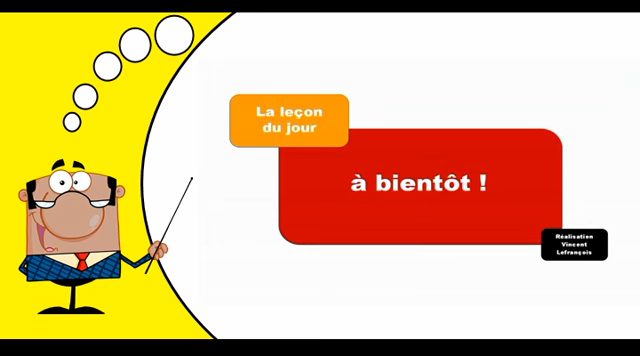 La leçon
du jour
à bientôt !
Réalisation
Vincent
Lefrançois